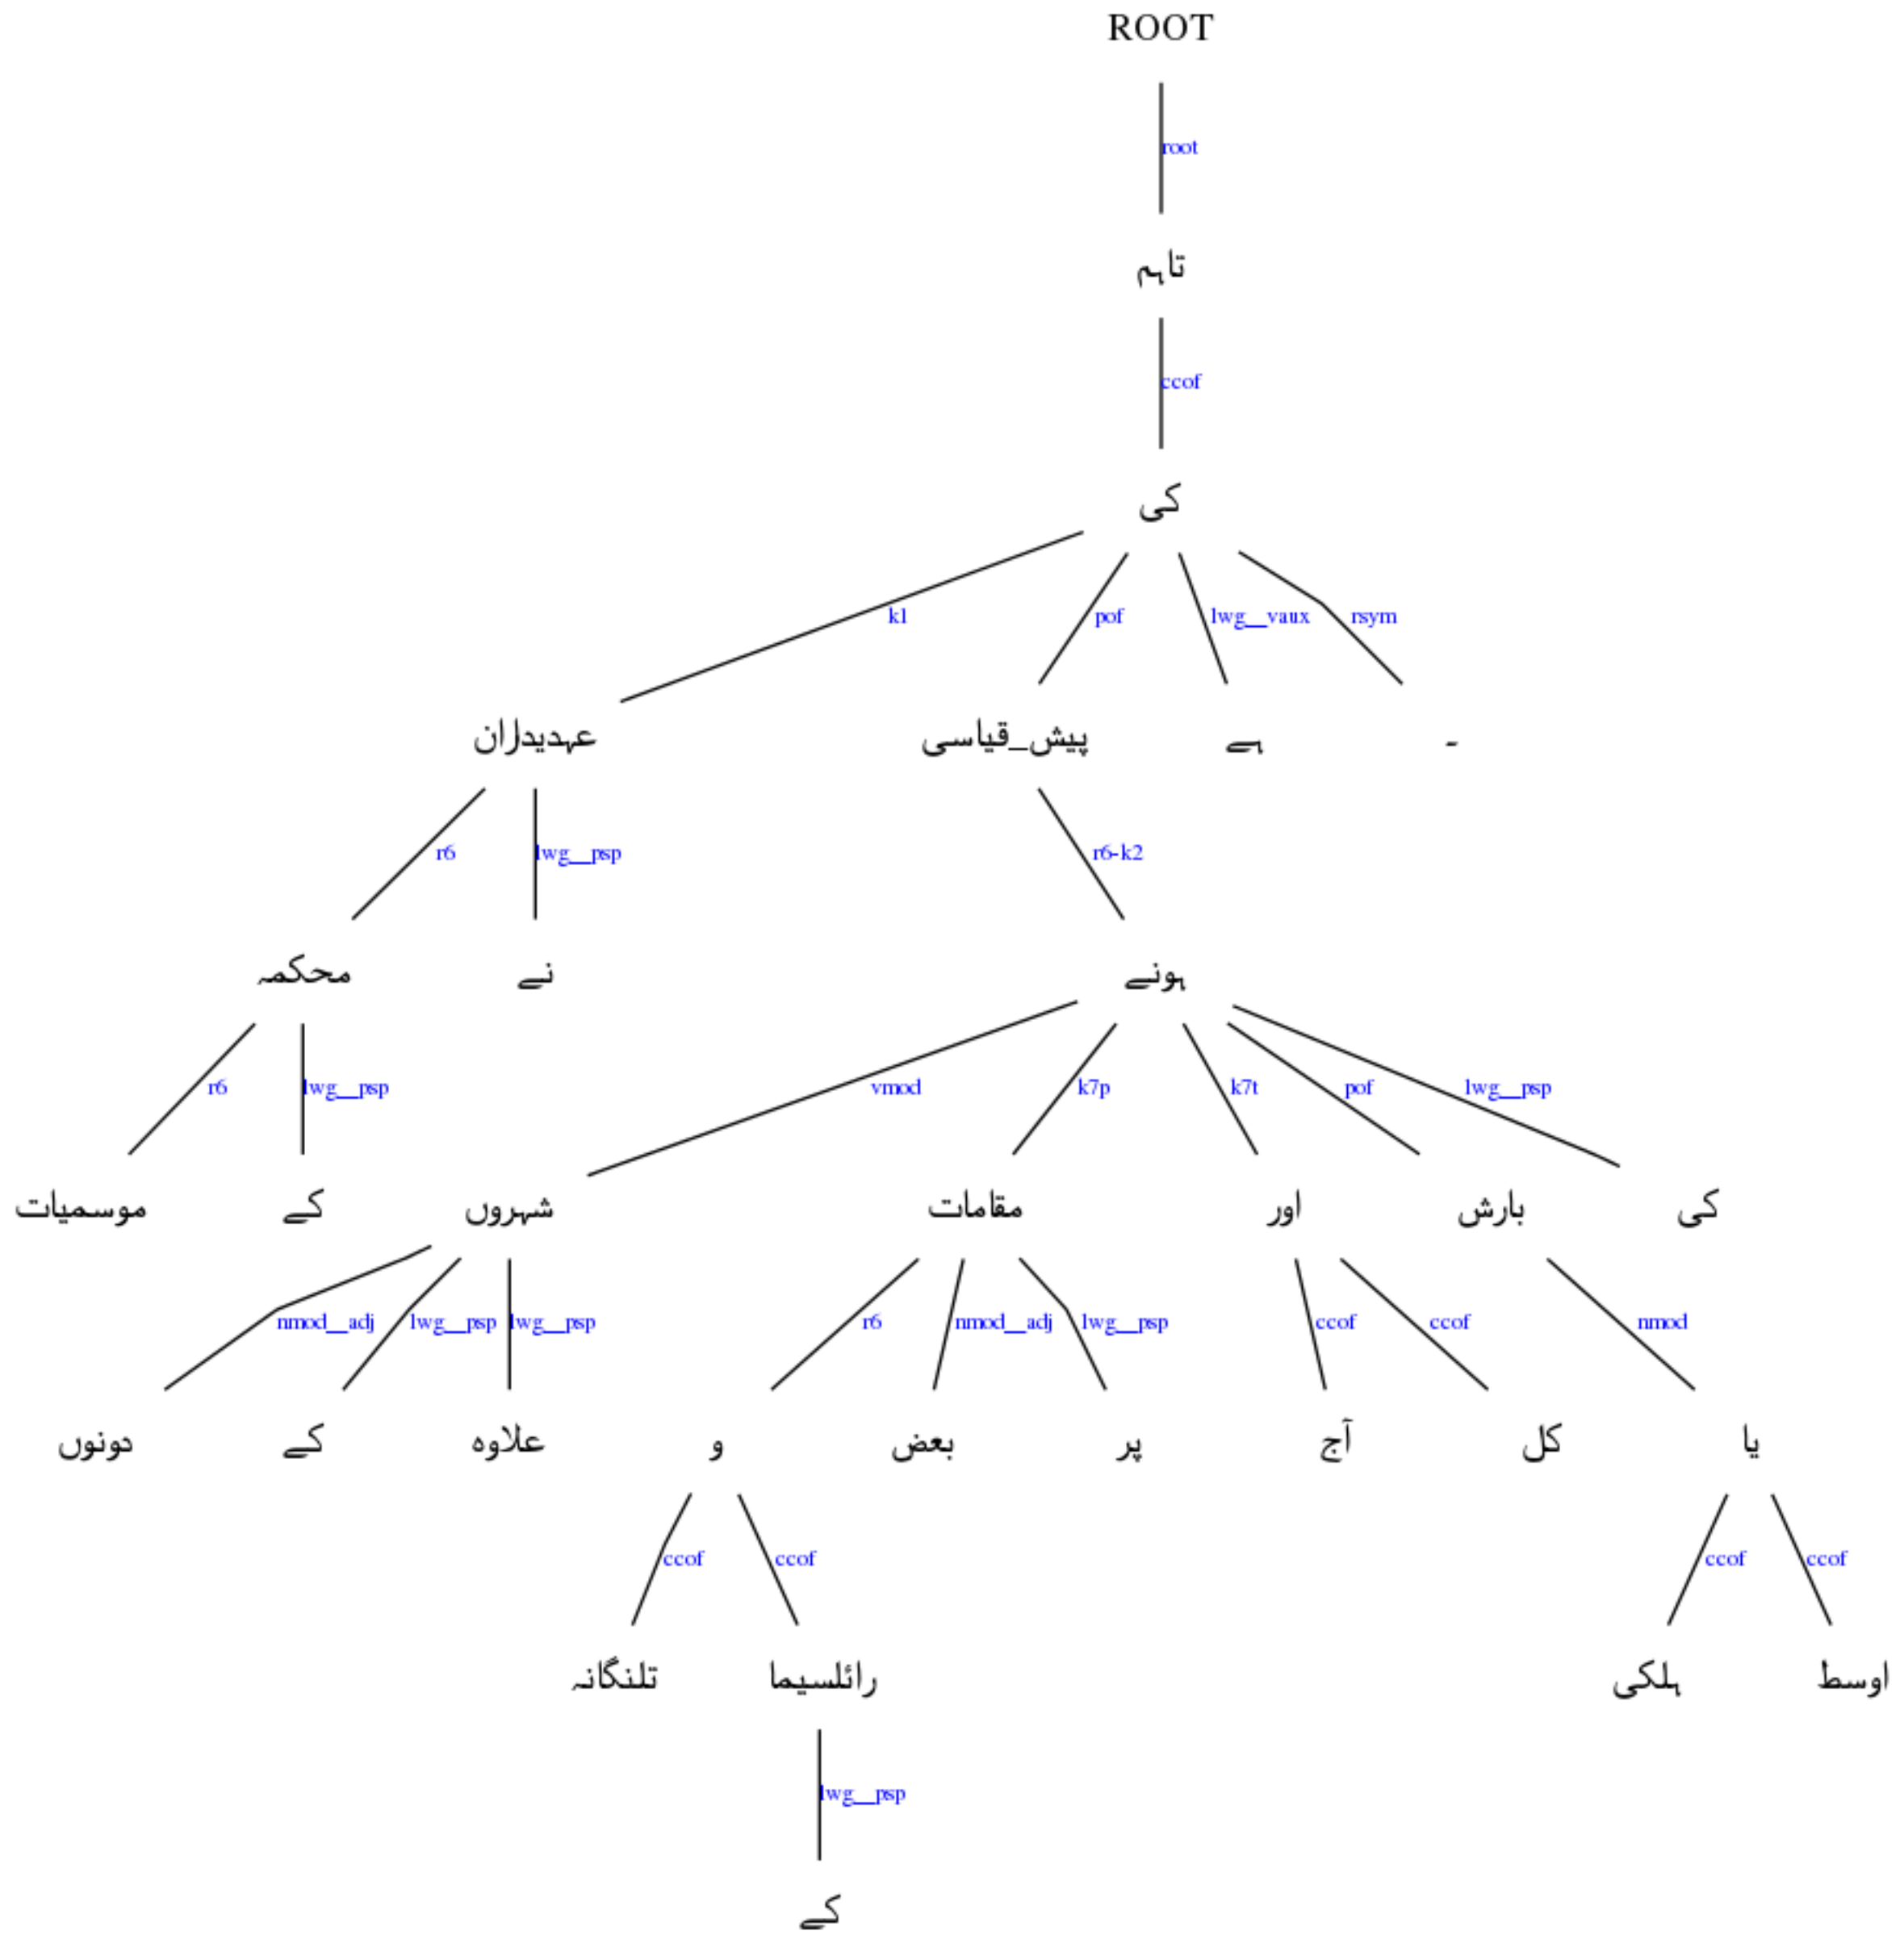 ROOT
root
تاہم
ccof
کی
k1 pof lwg__vaux rsym
عہدیدران پیش_قیاسی ہے ۔
r6 lwg__psp r6-k2
محکمہ نے ہونے
r6 lwg__psp vmod k7p k7t pof lwg__psp
موسمیات کے شہروں مقامات اور بارش کی
nmod__adj lwg__psp lwg__psp r6 nmod__adj lwg__psp ccof ccof nmod
دونوں کے علاوہ و بعض پر آج کل یا
ccof ccof ccof ccof
تلنگانہ رائلسیما ہلکی اوسط
lwg__psp
کے